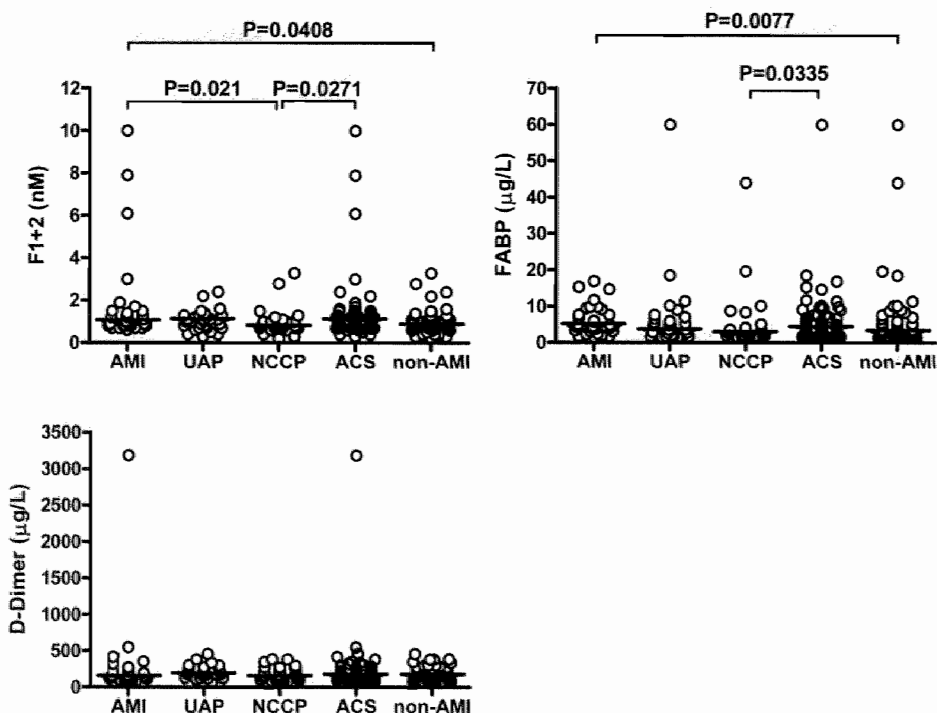 P=0.0408
P=0.021 P=0.0271
F1+2 (nM)
12
10
8
6
4
2
0
AMI UAP NCCP ACS non-AMI
P=0.0077
P=0.0335
FABP (µg/L)
70
60
50
40
30
20
10
0
AMI UAP NCCP ACS non-AMI
D-Dimer (µg/L)
3500
3000
2500
2000
1500
1000
500
0
AMI UAP NCCP ACS non-AMI